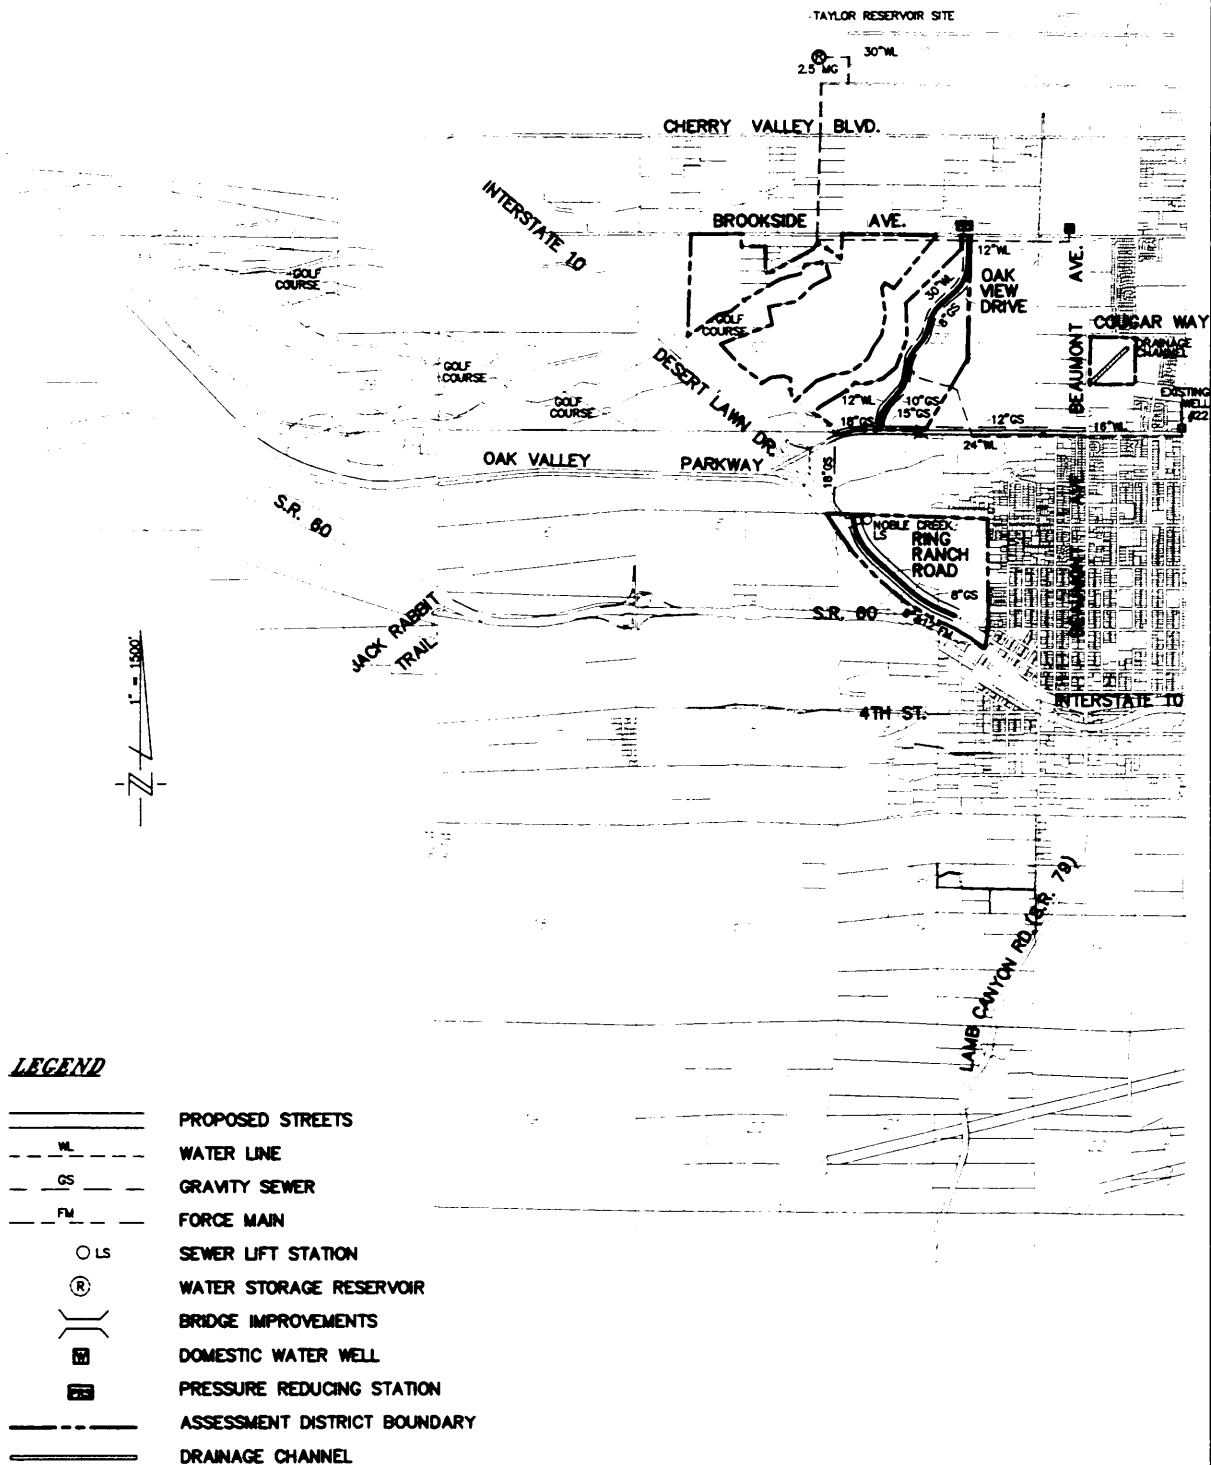 TAYLOR RESERVOIR SITE
30"WL
R
2.5 MG
CHERRY VALLEY BLVD.
INTERSTATE 10
BROOKSIDE AVE.
12"WL
OAK
VIEW
DRIVE
30"WL
8"GS
BEAUMONT AVE.
COUGAR WAY
DRAINAGE
CHANNEL
GOLF
COURSE
GOLF
COURSE
GOLF
COURSE
GOLF
COURSE
DESERT LAWN DR.
EXISTING
WELL
#22
12"WL
10"GS
15"GS
18"GS
12"GS
16"WL
24"WL
OAK VALLEY PARKWAY
18"GS
S.R. 60
NOBLE CREEK
LS
RING
RANCH
ROAD
8"GS
BEAUMONT AVE.
S.R. 60
JACK RABBIT
TRAIL
1" = 1500'
INTERSTATE 10
4TH ST.
N
LAMB CANYON RD. (S.R. 79)
LEGEND
PROPOSED STREETS
WL
WATER LINE
GS
GRAVITY SEWER
FM
FORCE MAIN
LS
SEWER LIFT STATION
R
WATER STORAGE RESERVOIR
BRIDGE IMPROVEMENTS
W
DOMESTIC WATER WELL
PRS
PRESSURE REDUCING STATION
ASSESSMENT DISTRICT BOUNDARY
DRAINAGE CHANNEL